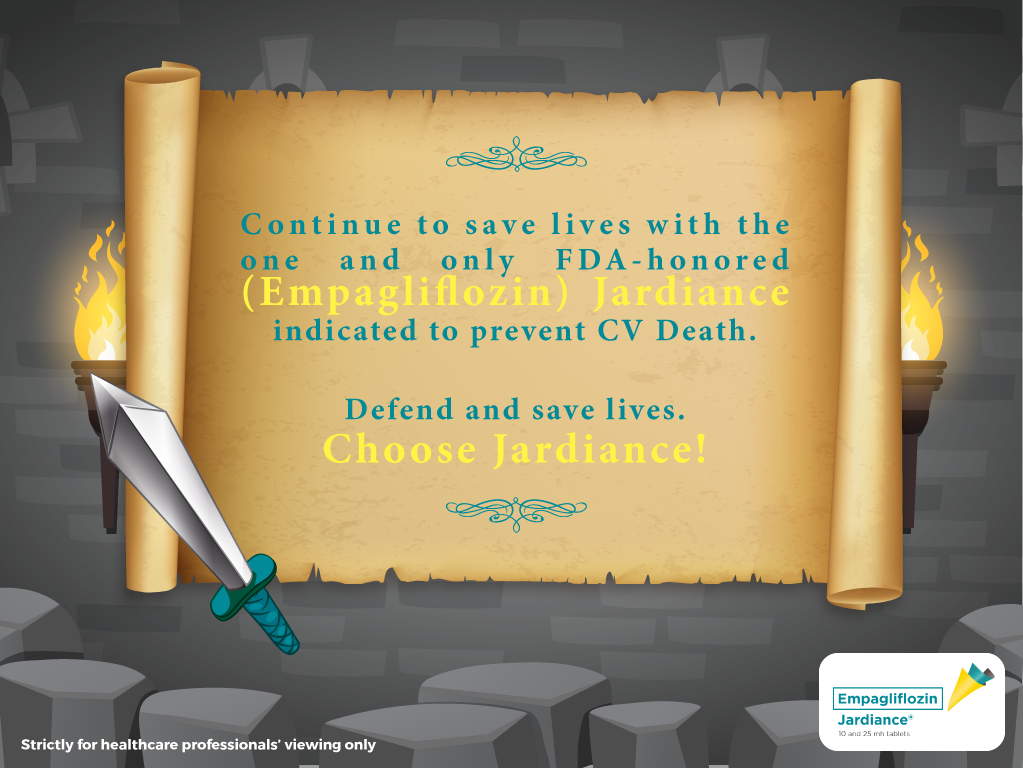 Continue to save lives with the
one and only FDA-honored
(Empagliflozin) Jardiance
indicated to prevent CV Death.
Defend and save lives.
Choose Jardiance!
Empagliflozin
Jardiance®
10 and 25 mh tablets
Strictly for healthcare professionals' viewing only